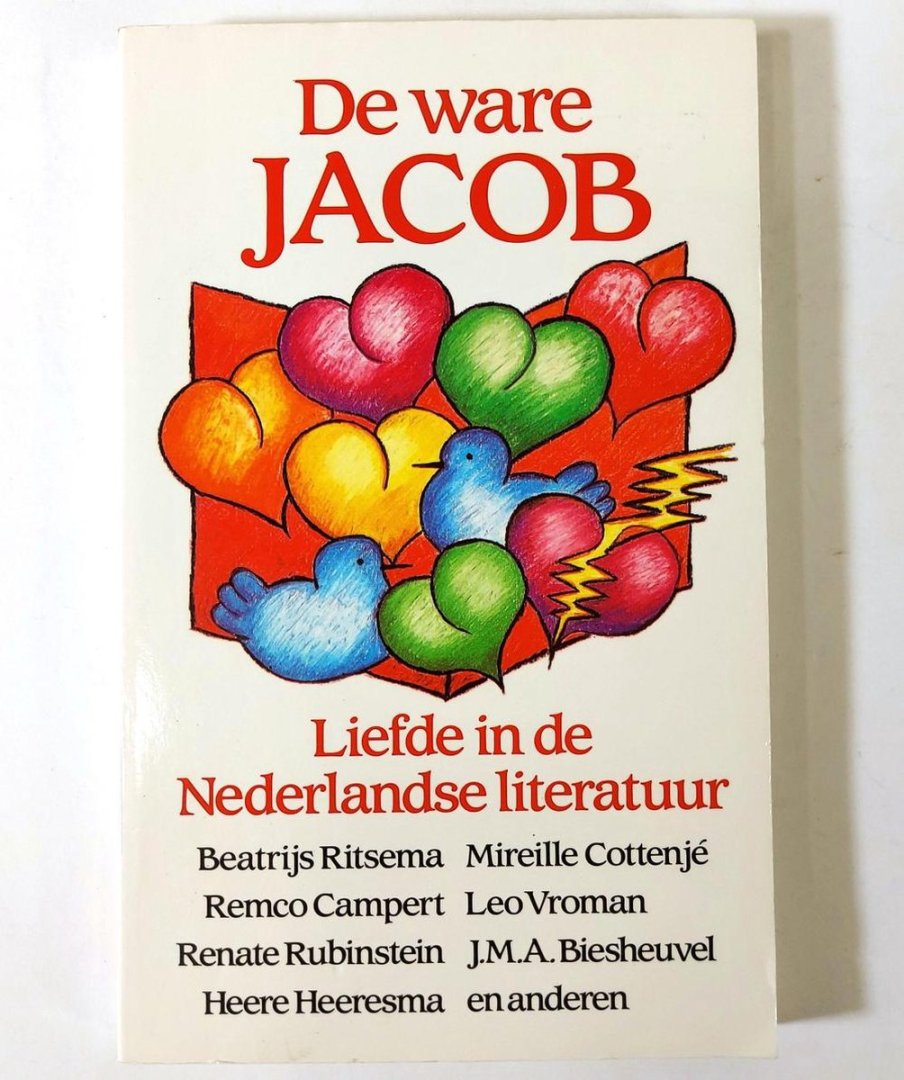 De ware
JACOB
Liefde in de
Nederlandse literatuur
Beatrijs Ritsema Mireille Cottenjé
Remco Campert Leo Vroman
Renate Rubinstein J.M.A. Biesheuvel
Heere Heeresma en anderen